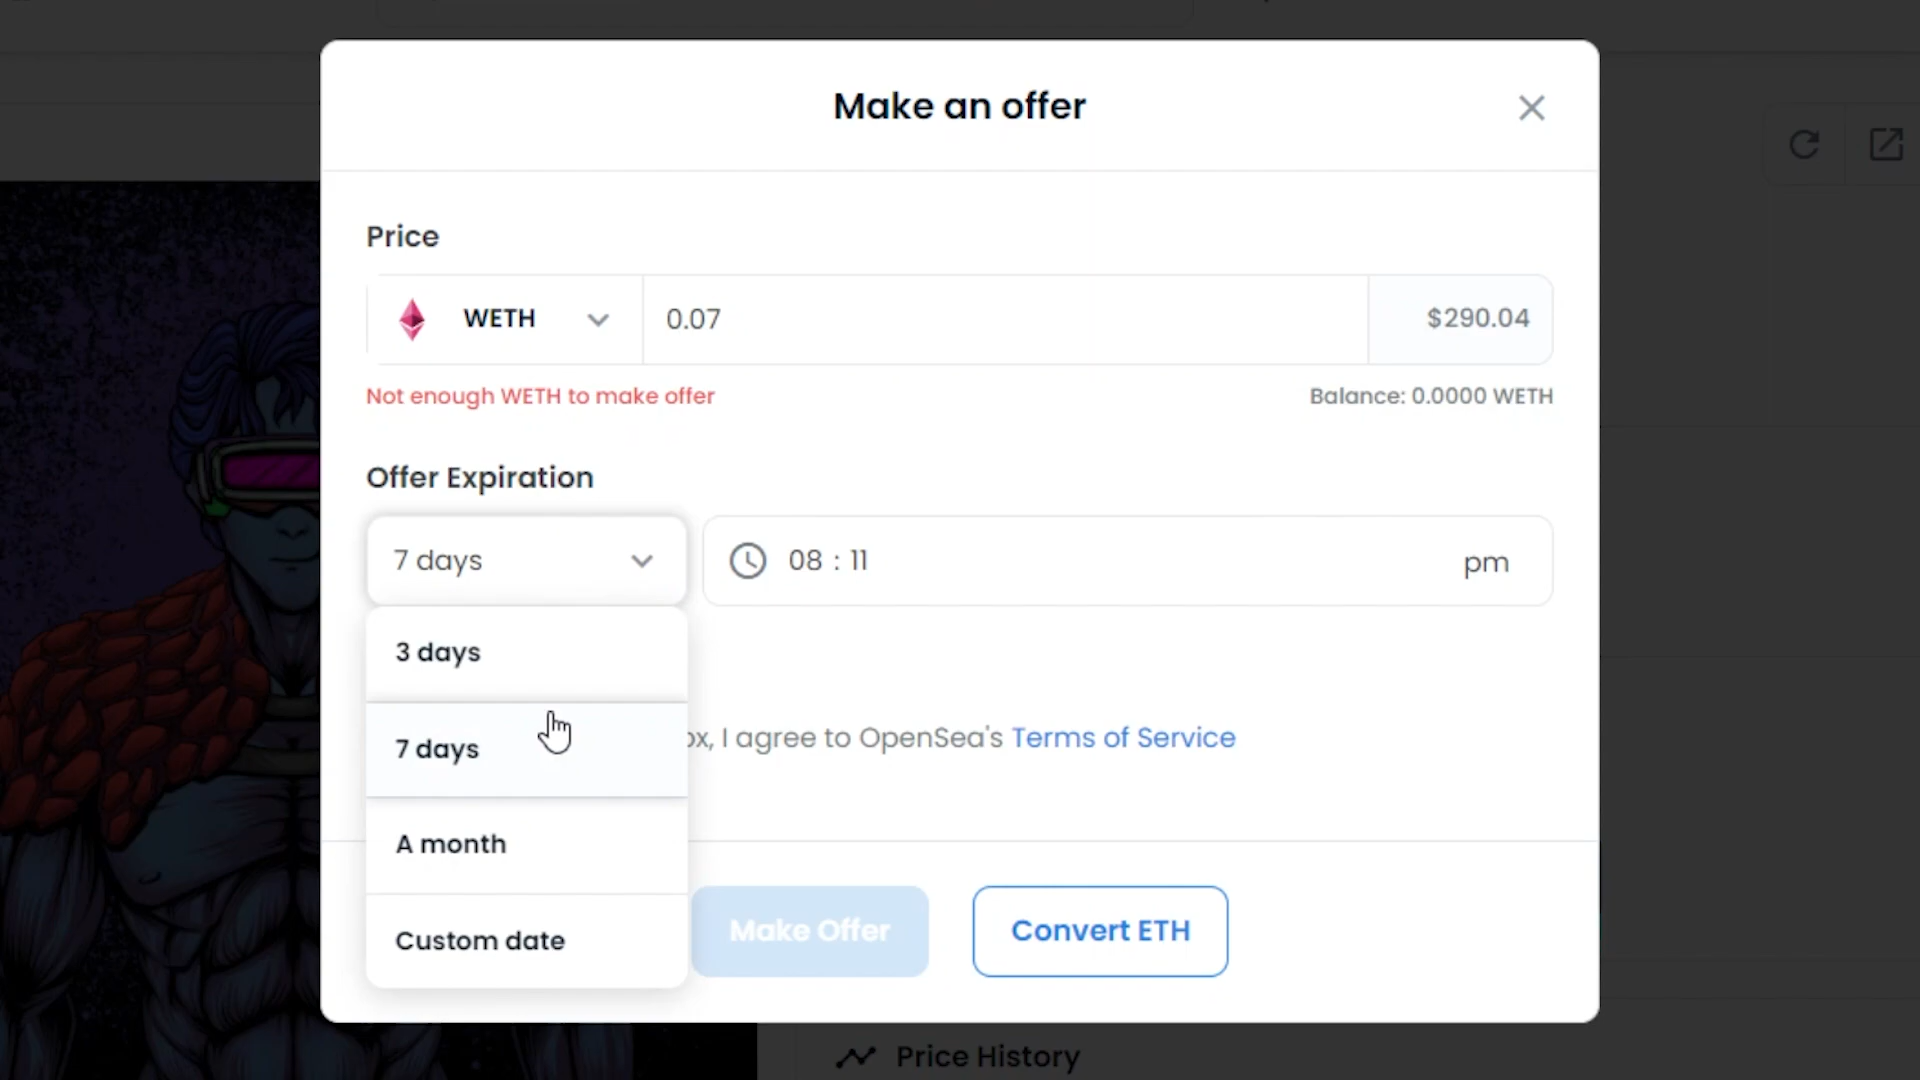 Make an offer
Price
WETH
0.07
$290.04
Not enough WETH to make offer
Balance: 0.0000 WETH
Offer Expiration
7 days
08 : 11
pm
3 days
7 days
A month
Custom date
I agree to OpenSea's Terms of Service
Make Offer
Convert ETH
Price History